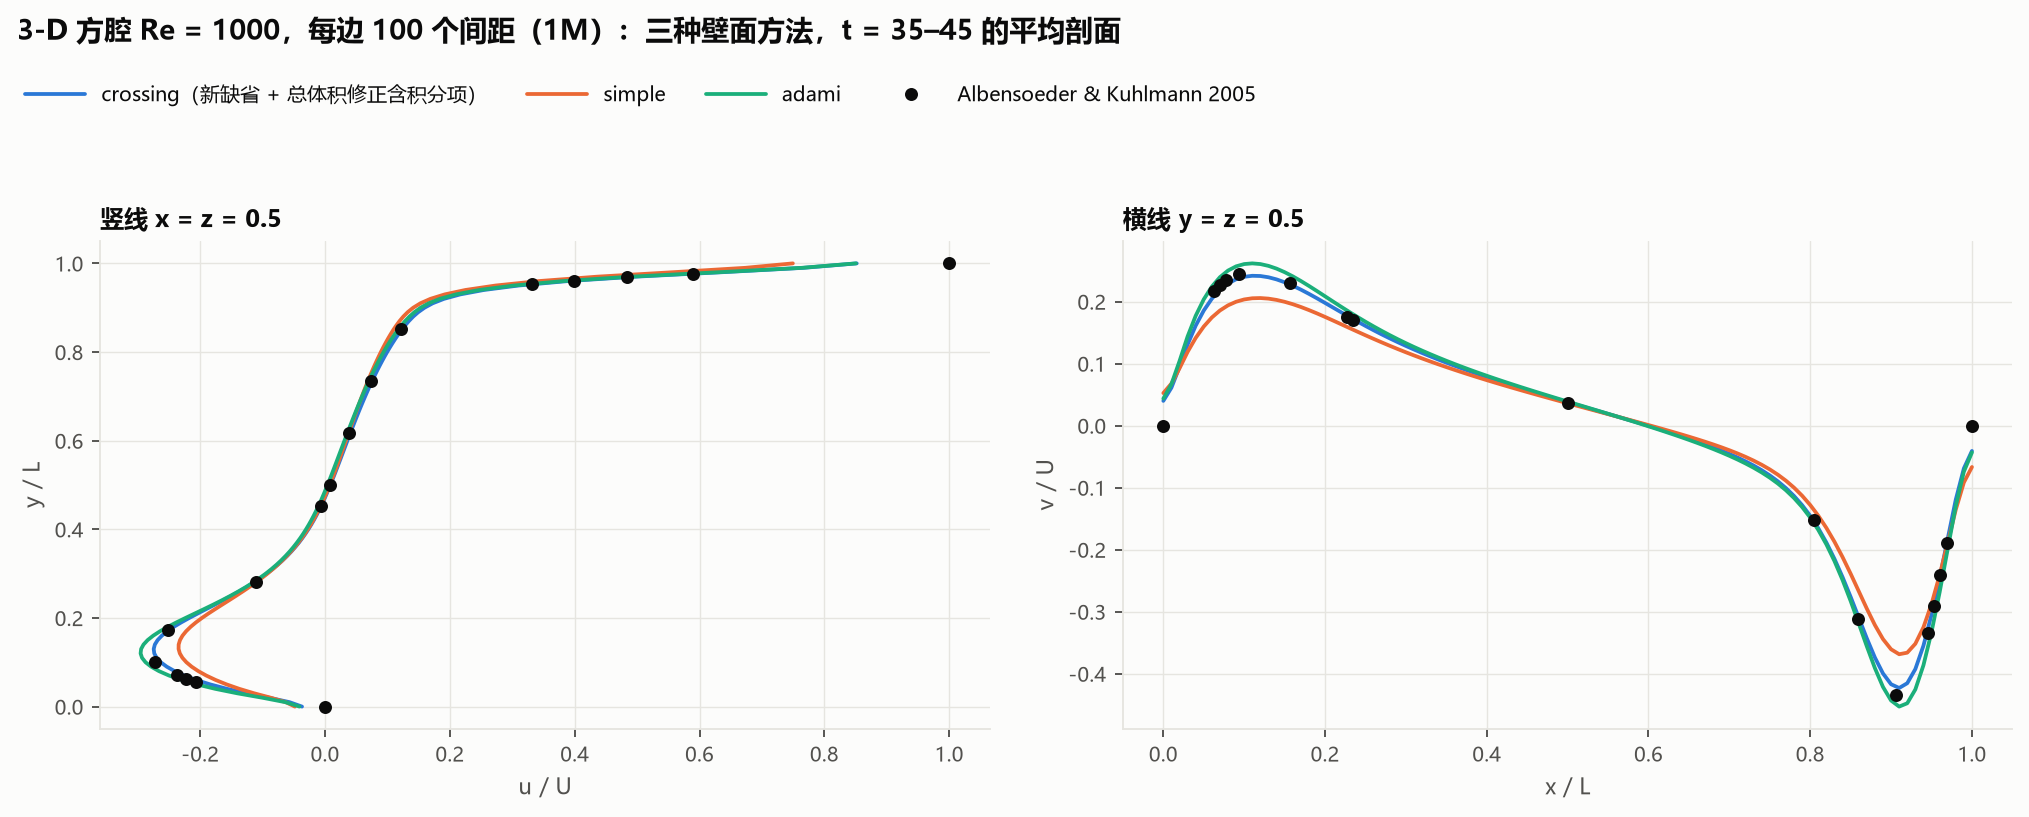 3-D 方腔 Re = 1000，每边 100 个间距（1M）：三种壁面方法，t = 35–45 的平均剖面
crossing（新缺省 + 总体积修正含积分项） simple adami Albensoeder & Kuhlmann 2005
竖线 x = z = 0.5
1.0
0.8
0.6
0.4
0.2
0.0
y / L
-0.2 0.0 0.2 0.4 0.6 0.8 1.0
u / U
横线 y = z = 0.5
0.2
0.1
0.0
-0.1
-0.2
-0.3
-0.4
v / U
0.0 0.2 0.4 0.6 0.8 1.0
x / L